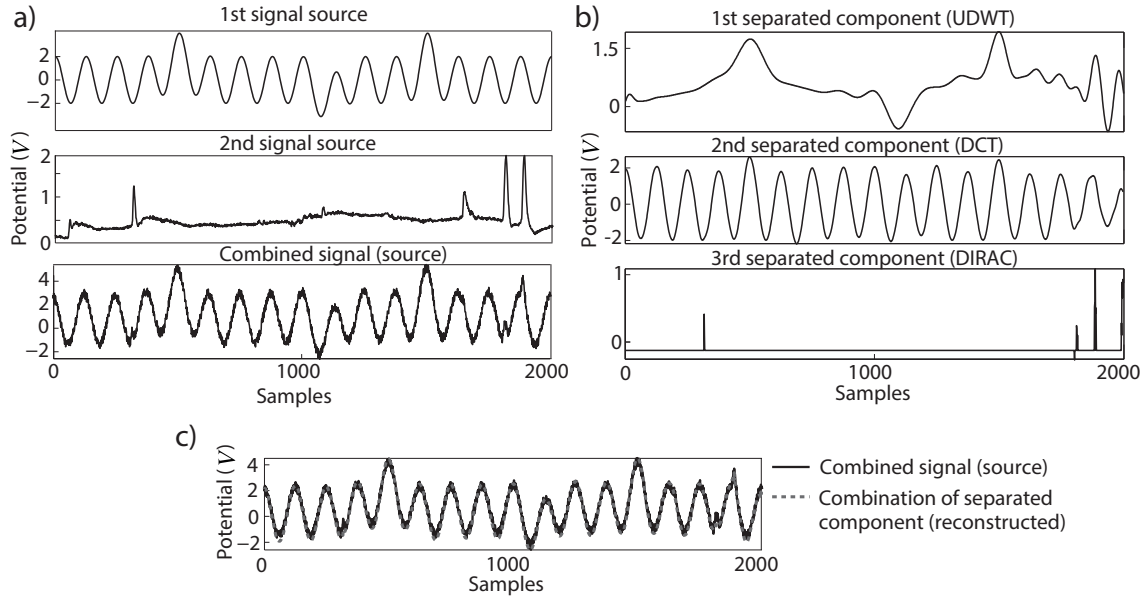 a)
1st signal source
2
0
−2
2nd signal source
2
1
0
Potential (V)
Combined signal (source)
4
2
0
−2
0 1000 2000
Samples
b)
1st separated component (UDWT)
1.5
0
2nd separated component (DCT)
2
0
-2
Potential (V)
3rd separated component (DIRAC)
1
0
0 1000 2000
Samples
c)
Potential (V)
4
2
0
−2
0 1000 2000
Samples
Combined signal (source)
Combination of separated
component (reconstructed)